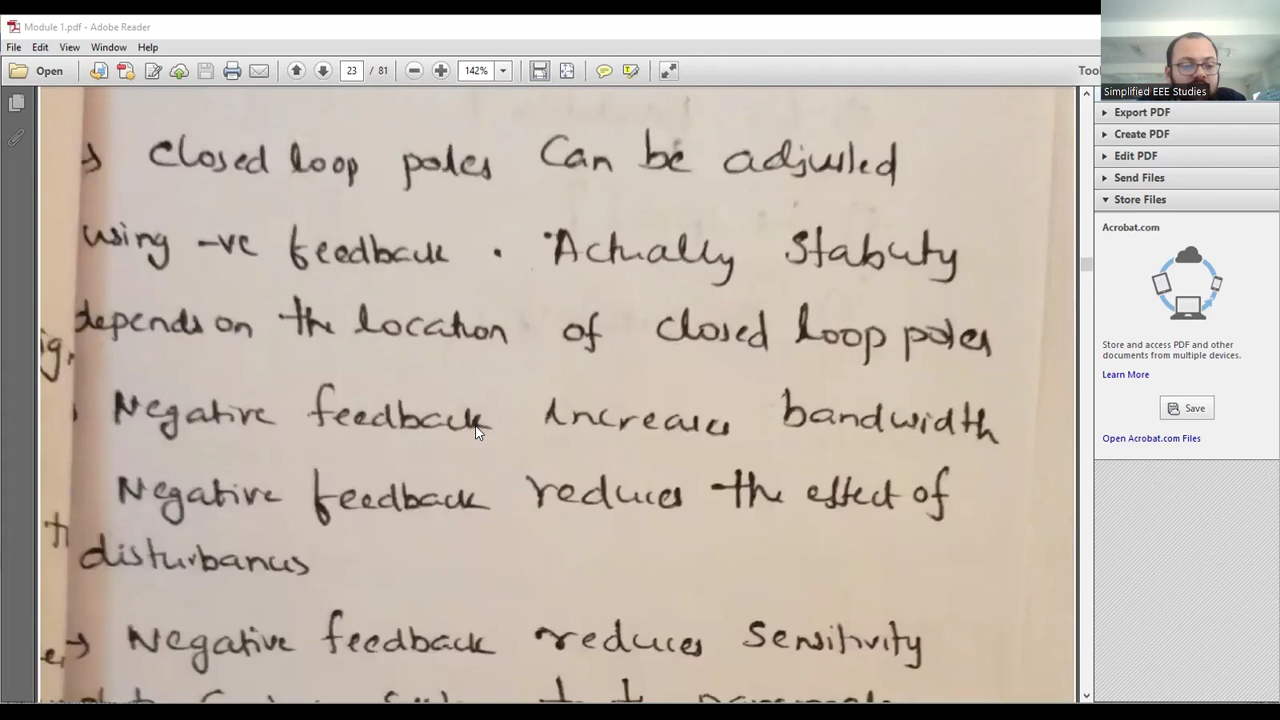 Module 1.pdf - Adobe Reader
File Edit View Window Help
Open 23 / 81 142% Tool
Simplified EEE Studies
Export PDF
Create PDF
Edit PDF
Send Files
Store Files
Acrobat.com
Store and access PDF and other
documents from multiple devices.
Learn More
Save
Open Acrobat.com Files
→ Closed loop poles Can be adjusted
using -ve feedback . Actually Stability
depends on the location of closed loop poles
Negative feedback increases bandwidth
Negative feedback reduces the effect of
disturbances
→ Negative feedback reduces sensitivity